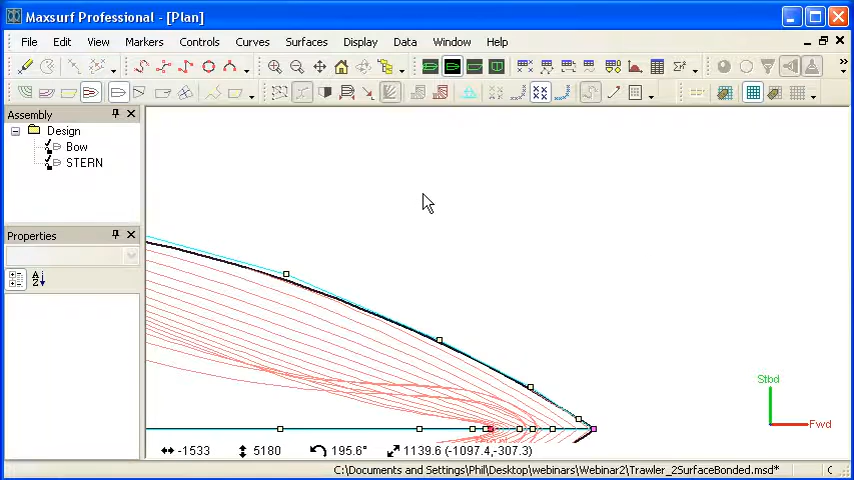 Maxsurf Professional - [Plan]
File Edit View Markers Controls Curves Surfaces Display Data Window Help
Assembly
Design
Bow
STERN
Properties
Stbd
Fwd
-1533 5180 195.6° 1139.6 (-1097.4,-307.3)
C:\Documents and Settings\Phil\Desktop\webinars\Webinar2\Trawler_2SurfaceBonded.msd*